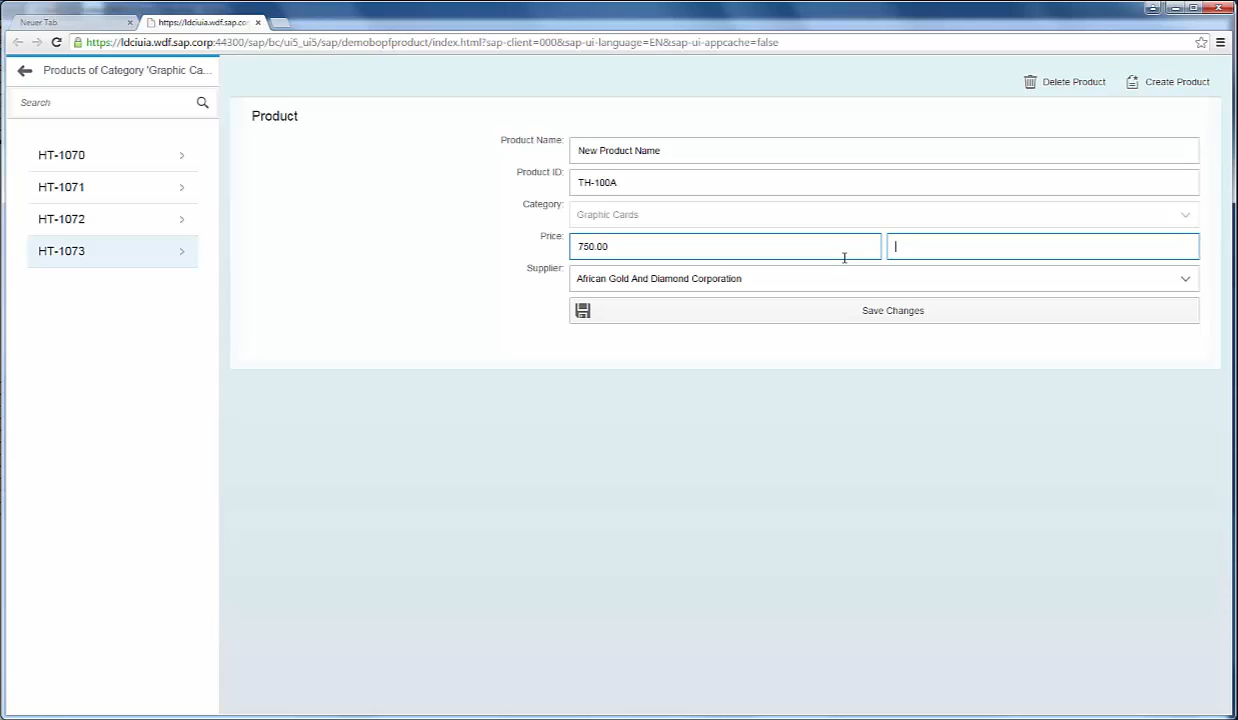 Neuer Tab
https://ldciuia.wdf.sap.co
https://ldciuia.wdf.sap.corp:44300/sap/bc/ui5_ui5/sap/demobopfproduct/index.html?sap-client=000&sap-ui-language=EN&sap-ui-appcache=false
Products of Category 'Graphic Ca...
Search
HT-1070
HT-1071
HT-1072
HT-1073
Delete Product
Create Product
Product
Product Name: New Product Name
Product ID: TH-100A
Category: Graphic Cards
Price: 750.00
Supplier: African Gold And Diamond Corporation
Save Changes